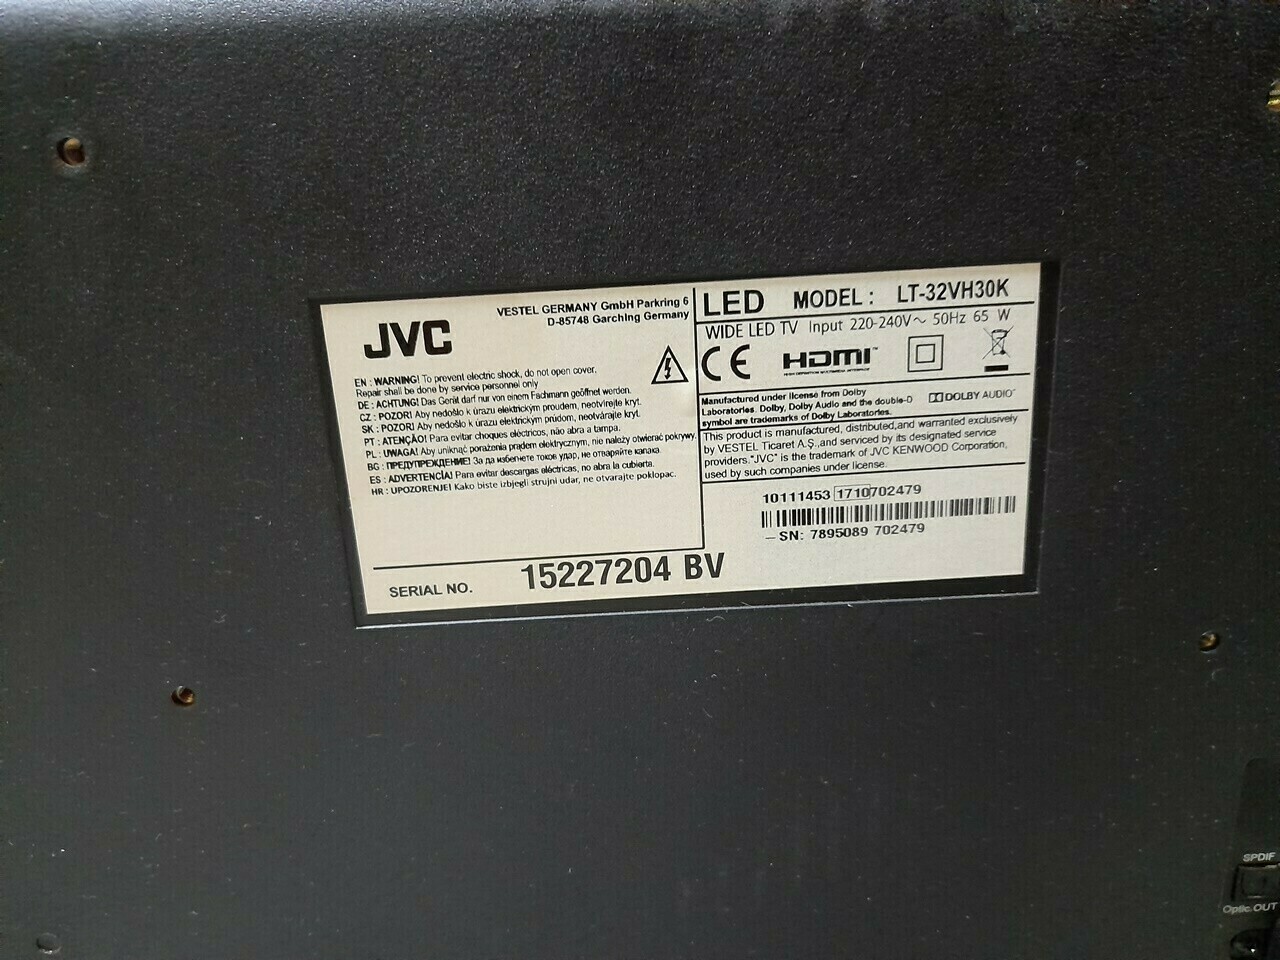 JVC
VESTEL GERMANY GmbH Parkring 6
D-85748 Garching Germany
EN : WARNING! To prevent electric shock, do not open cover.
Repair shall be done by service personnel only
DE : ACHTUNG! Das Gerät darf nur von einem Fachmann geöffnet werden.
CZ : POZOR! Aby nedošlo k úrazu elektrickým proudem, neotvírejte kryt.
SK : POZOR! Aby nedošlo k úrazu elektrickým prúdom, neotvárajte kryt.
PT : ATENÇÃO! Para evitar choques eléctricos, não abra a tampa.
PL : UWAGA! Aby uniknąć porażenia prądem elektrycznym, nie należy otwierać pokrywy.
BG : ПРЕДУПРЕЖДЕНИЕ! За да избегнете токов удар, не отваряйте капака
ES : ADVERTENCIA! Para evitar descargas eléctricas, no abra la cubierta.
HR : UPOZORENJE! Kako biste izbjegli strujni udar, ne otvarajte poklopac.
SERIAL NO. 15227204 BV
LED MODEL : LT-32VH30K
WIDE LED TV Input 220-240V~ 50Hz 65 W
CE HDMI™
HIGH-DEFINITION MULTIMEDIA INTERFACE
Manufactured under license from Dolby
Laboratories. Dolby, Dolby Audio and the double-D
symbol are trademarks of Dolby Laboratories.
DOLBY AUDIO™
This product is manufactured, distributed,and warranted exclusively
by VESTEL Ticaret A.Ş.,and serviced by its designated service
providers."JVC" is the trademark of JVC KENWOOD Corporation,
used by such companies under license.
10111453 1710702479
SN: 7895089 702479
SPDIF
Optic.OUT